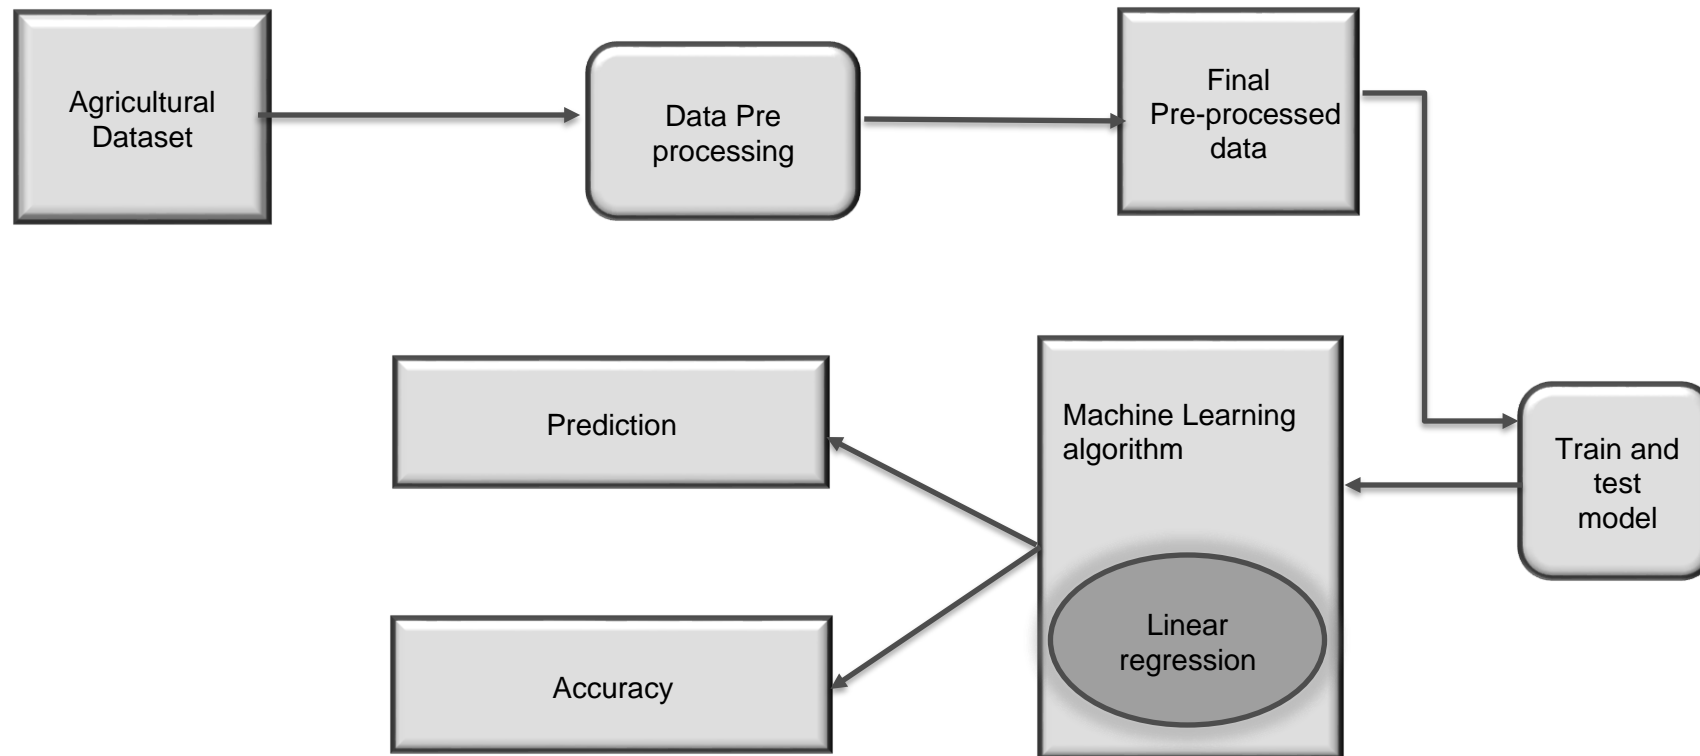 Agricultural
Dataset
Data Pre
processing
Final
Pre-processed
data
Prediction
Machine Learning
algorithm
Train and
test
model
Linear
regression
Accuracy